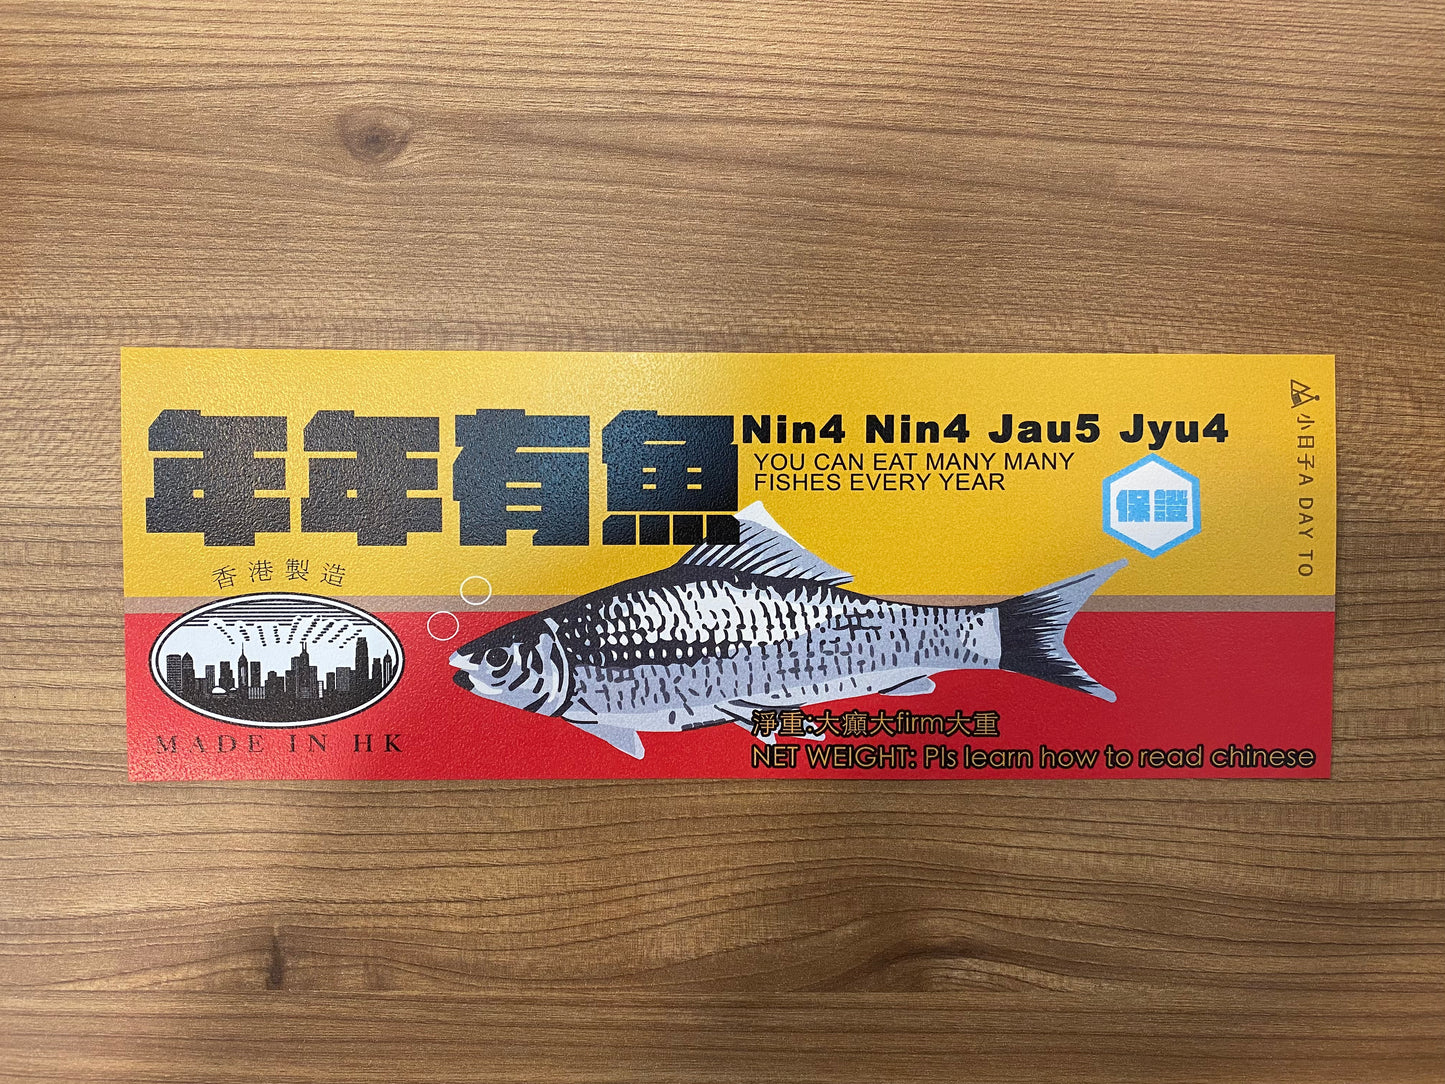 年年有魚
Nin4 Nin4 Jau5 Jyu4
YOU CAN EAT MANY MANY
FISHES EVERY YEAR
保證
小日子A DAY TO
香港製造
MADE IN HK
淨重:大癲大firm大重
NET WEIGHT: Pls learn how to read chinese